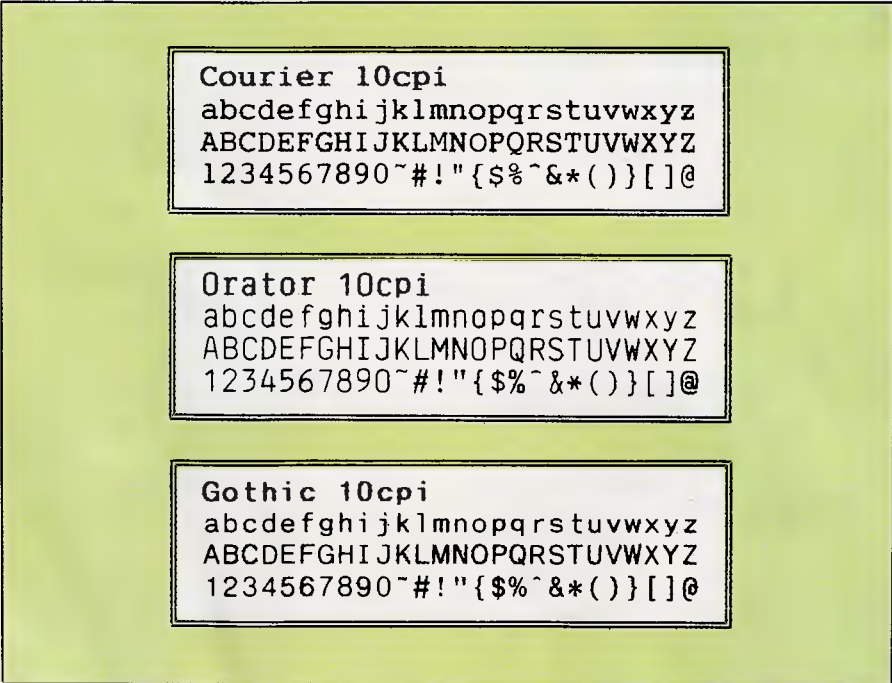 Courier 10cpi
abcdefghijklmnopqrstuvwxyz
ABCDEFGHIJKLMNOPQRSTUVWXYZ
1234567890~#!"{$%^&*()}[]@
Orator 10cpi
abcdefghijklmnopqrstuvwxyz
ABCDEFGHIJKLMNOPQRSTUVWXYZ
1234567890~#!"{$%^&*()}[]@
Gothic 10cpi
abcdefghijklmnopqrstuvwxyz
ABCDEFGHIJKLMNOPQRSTUVWXYZ
1234567890~#!"{$%^&*()}[]@